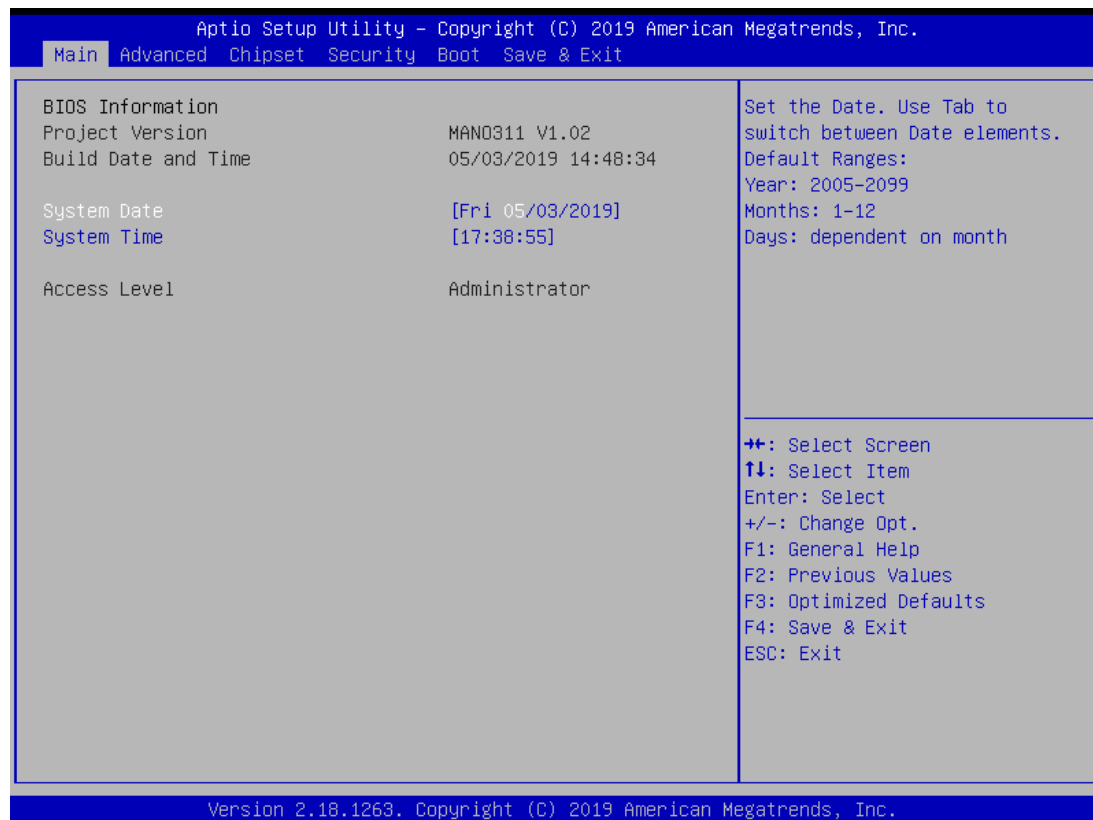 Aptio Setup Utility – Copyright (C) 2019 American Megatrends, Inc.
Main Advanced Chipset Security Boot Save & Exit
BIOS Information
Project Version MANO311 V1.02
Build Date and Time 05/03/2019 14:48:34
System Date [Fri 05/03/2019]
System Time [17:38:55]
Access Level Administrator
Set the Date. Use Tab to
switch between Date elements.
Default Ranges:
Year: 2005-2099
Months: 1-12
Days: dependent on month
→←: Select Screen
↑↓: Select Item
Enter: Select
+/-: Change Opt.
F1: General Help
F2: Previous Values
F3: Optimized Defaults
F4: Save & Exit
ESC: Exit
Version 2.18.1263. Copyright (C) 2019 American Megatrends, Inc.